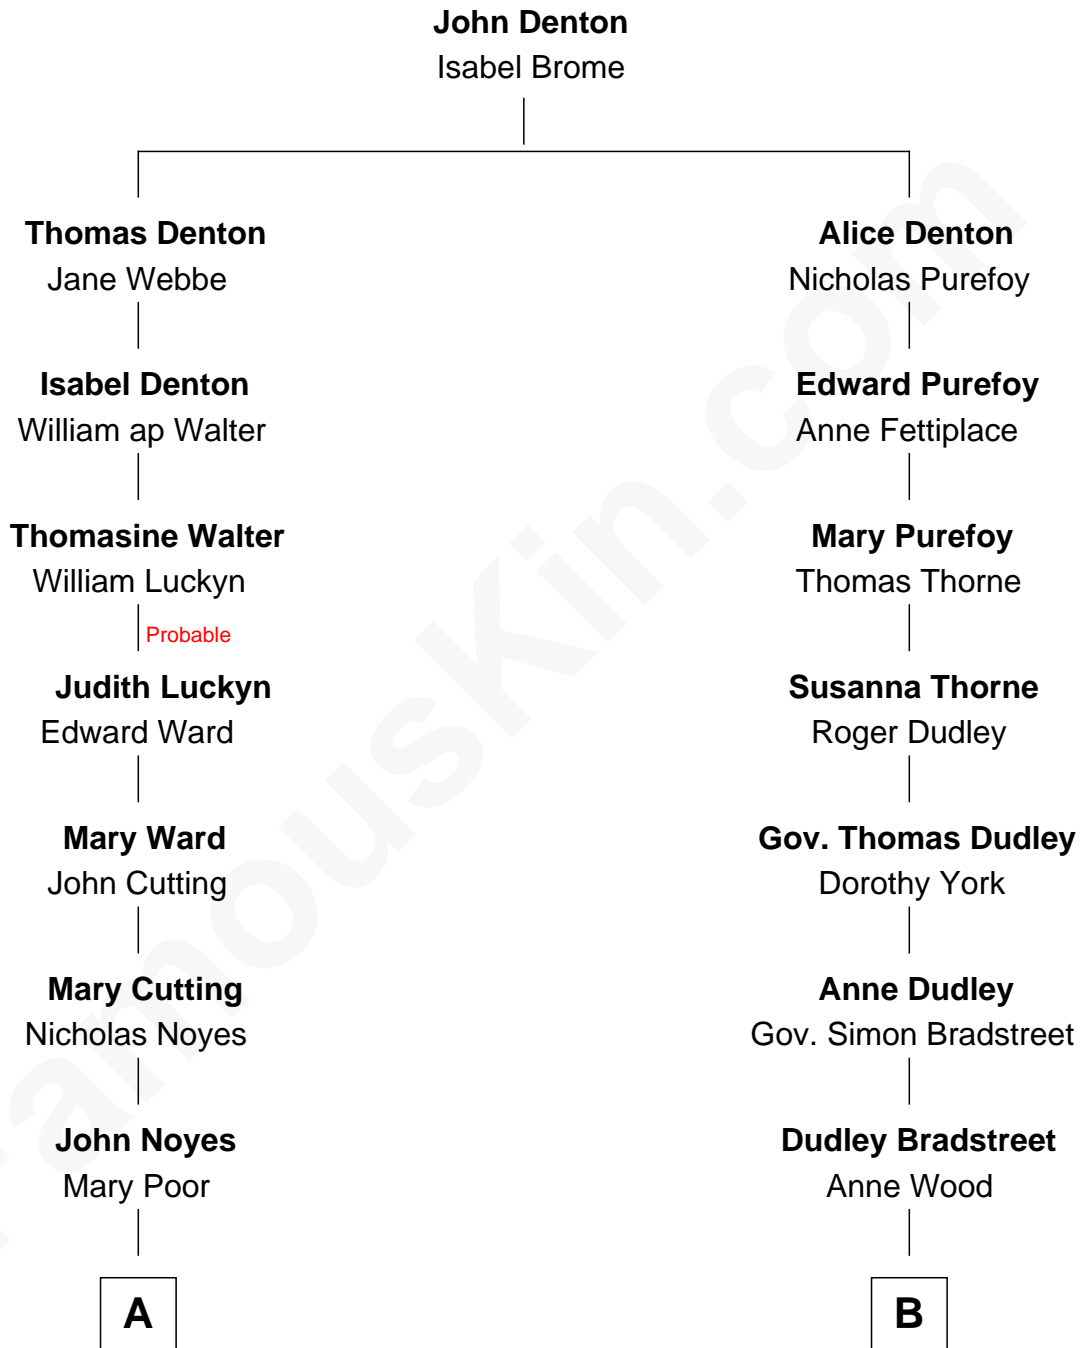 John Denton
Isabel Brome
Thomas Denton
Jane Webbe
Isabel Denton
William ap Walter
Thomasine Walter
William Luckyn
Probable
Judith Luckyn
Edward Ward
Mary Ward
John Cutting
Mary Cutting
Nicholas Noyes
John Noyes
Mary Poor
A
Alice Denton
Nicholas Purefoy
Edward Purefoy
Anne Fettiplace
Mary Purefoy
Thomas Thorne
Susanna Thorne
Roger Dudley
Gov. Thomas Dudley
Dorothy York
Anne Dudley
Gov. Simon Bradstreet
Dudley Bradstreet
Anne Wood
B
FamousKin.com